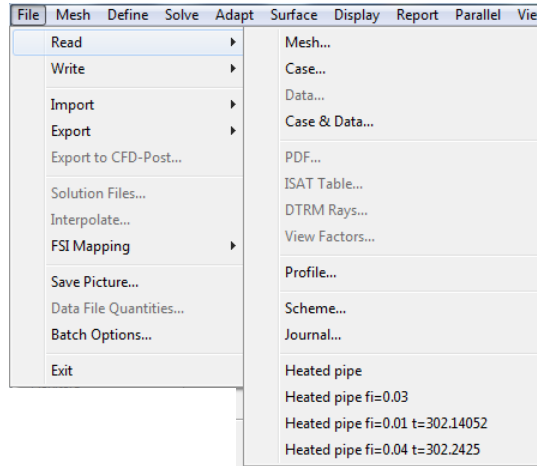 File Mesh Define Solve Adapt Surface Display Report Parallel Vie
Read
Write
Import
Export
Export to CFD-Post...
Solution Files...
Interpolate...
FSI Mapping
Save Picture...
Data File Quantities...
Batch Options...
Exit
Mesh...
Case...
Data...
Case & Data...
PDF...
ISAT Table...
DTRM Rays...
View Factors...
Profile...
Scheme...
Journal...
Heated pipe
Heated pipe fi=0.03
Heated pipe fi=0.01 t=302.14052
Heated pipe fi=0.04 t=302.2425